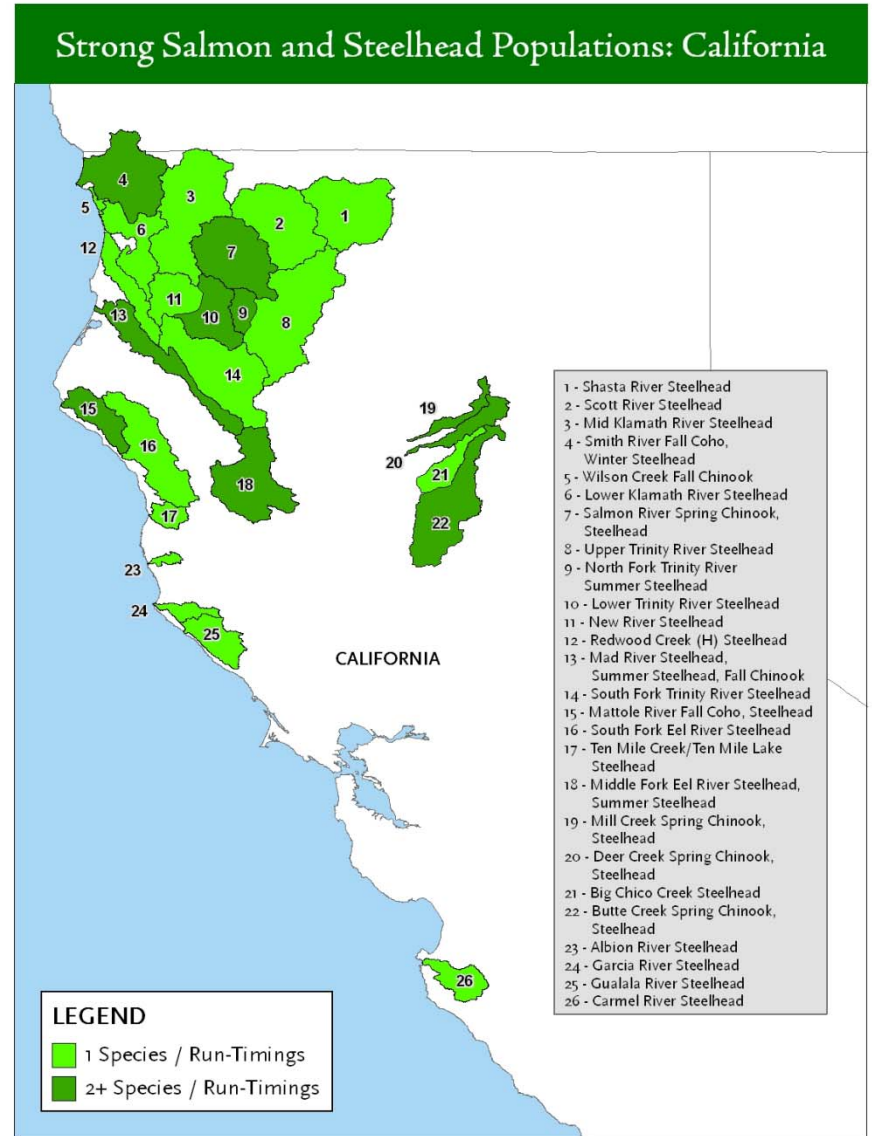 Strong Salmon and Steelhead Populations: California
4
3
5
2
1
6
12
7
11
10
9
8
13
14
15
16
18
17
19
20
21
22
23
24
25
CALIFORNIA
26
1 - Shasta River Steelhead
2 - Scott River Steelhead
3 - Mid Klamath River Steelhead
4 - Smith River Fall Coho,
Winter Steelhead
5 - Wilson Creek Fall Chinook
6 - Lower Klamath River Steelhead
7 - Salmon River Spring Chinook,
Steelhead
8 - Upper Trinity River Steelhead
9 - North Fork Trinity River
Summer Steelhead
10 - Lower Trinity River Steelhead
11 - New River Steelhead
12 - Redwood Creek (H) Steelhead
13 - Mad River Steelhead,
Summer Steelhead, Fall Chinook
14 - South Fork Trinity River Steelhead
15 - Mattole River Fall Coho, Steelhead
16 - South Fork Eel River Steelhead
17 - Ten Mile Creek/Ten Mile Lake
Steelhead
18 - Middle Fork Eel River Steelhead,
Summer Steelhead
19 - Mill Creek Spring Chinook,
Steelhead
20 - Deer Creek Spring Chinook,
Steelhead
21 - Big Chico Creek Steelhead
22 - Butte Creek Spring Chinook,
Steelhead
23 - Albion River Steelhead
24 - Garcia River Steelhead
25 - Gualala River Steelhead
26 - Carmel River Steelhead
LEGEND
1 Species / Run-Timings
2+ Species / Run-Timings